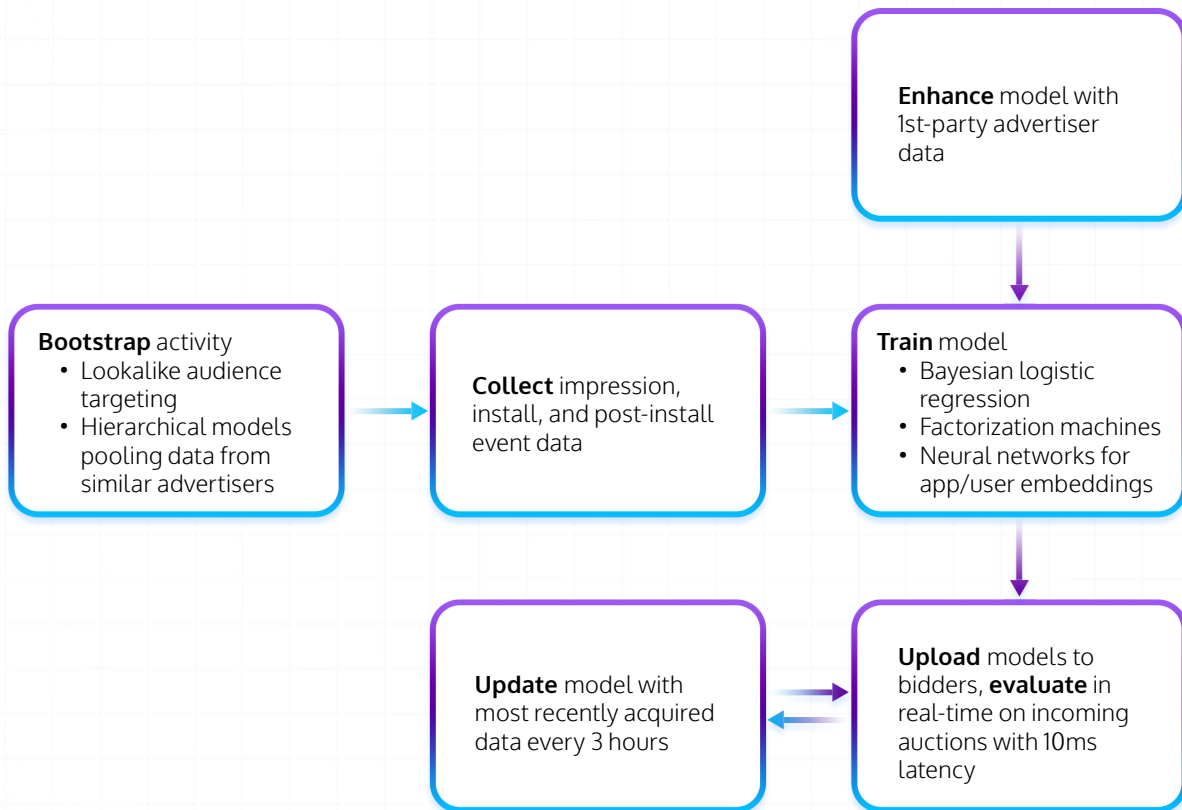 Enhance model with
1st-party advertiser
data
Bootstrap activity
• Lookalike audience
targeting
• Hierarchical models
pooling data from
similar advertisers
Collect impression,
install, and post-install
event data
Train model
• Bayesian logistic
regression
• Factorization machines
• Neural networks for
app/user embeddings
Update model with
most recently acquired
data every 3 hours
Upload models to
bidders, evaluate in
real-time on incoming
auctions with 10ms
latency